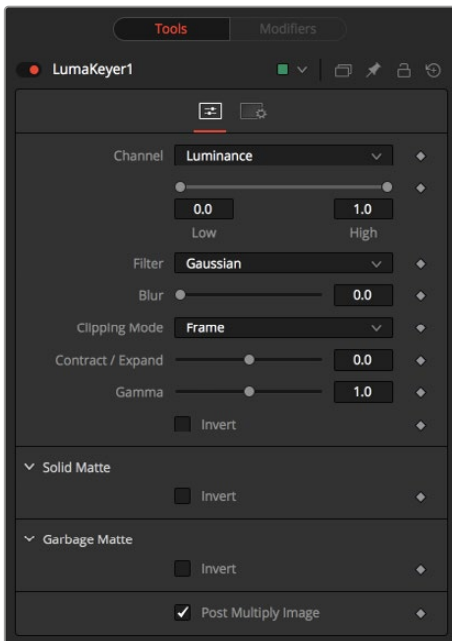 Tools Modifiers
LumaKeyer1
Channel Luminance
0.0 1.0
Low High
Filter Gaussian
Blur 0.0
Clipping Mode Frame
Contract / Expand 0.0
Gamma 1.0
Invert
Solid Matte
Invert
Garbage Matte
Invert
Post Multiply Image